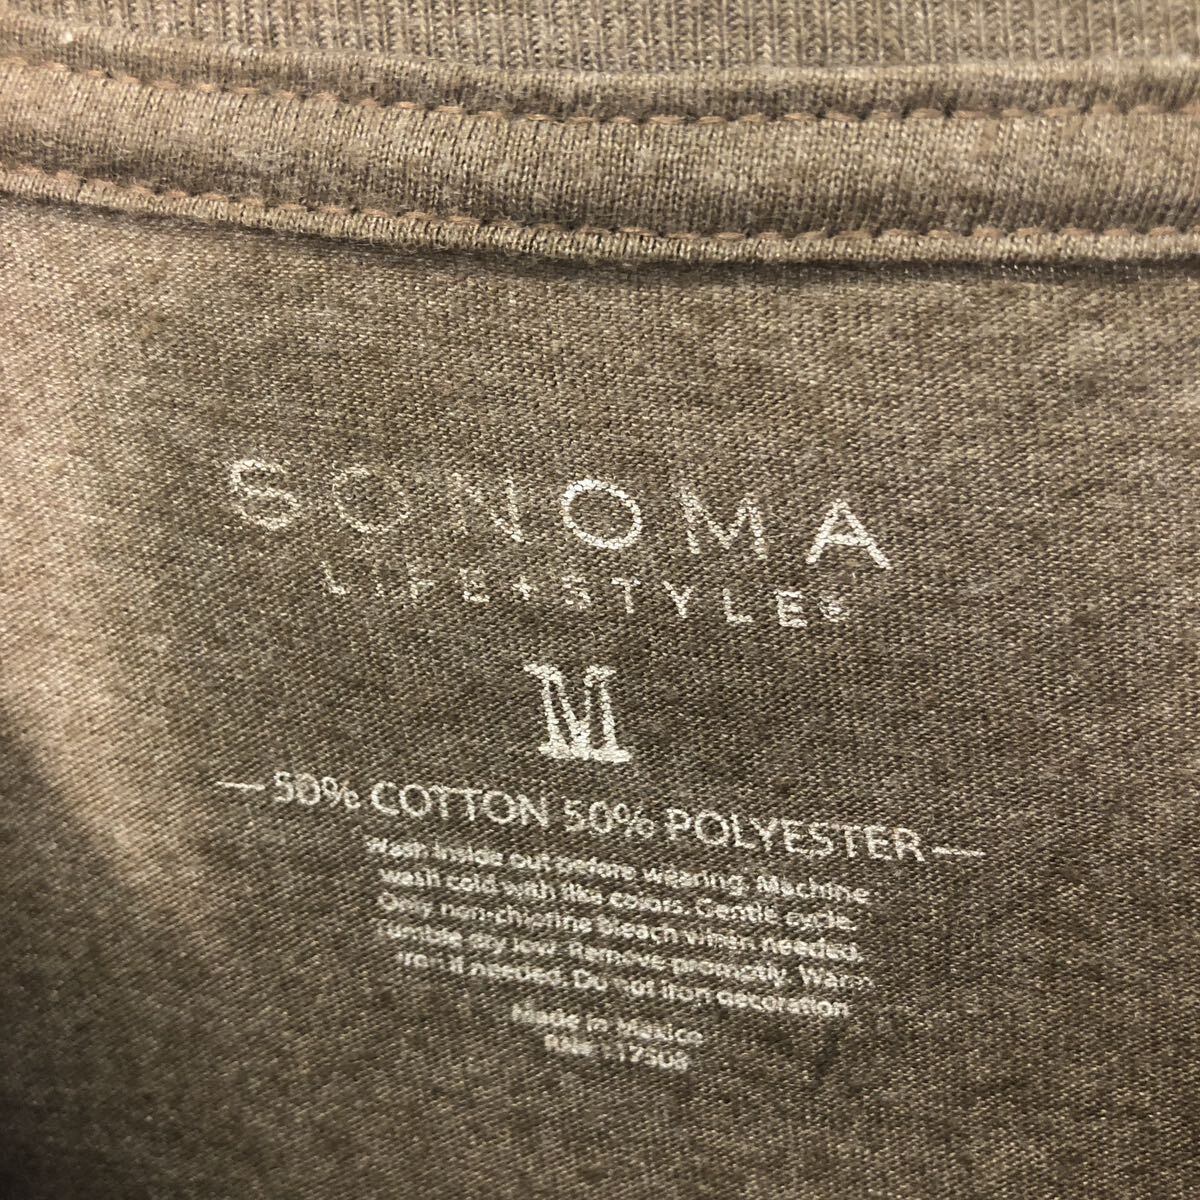 SONOMA
LIFE+STYLE®
M
50% COTTON 50% POLYESTER
Wash inside out before wearing. Machine
wash cold with like colors. Gentle cycle.
Only non-chlorine bleach when needed.
Tumble dry low. Remove promptly. Warm
iron if needed. Do not iron decoration
Made in Mexico
RN#